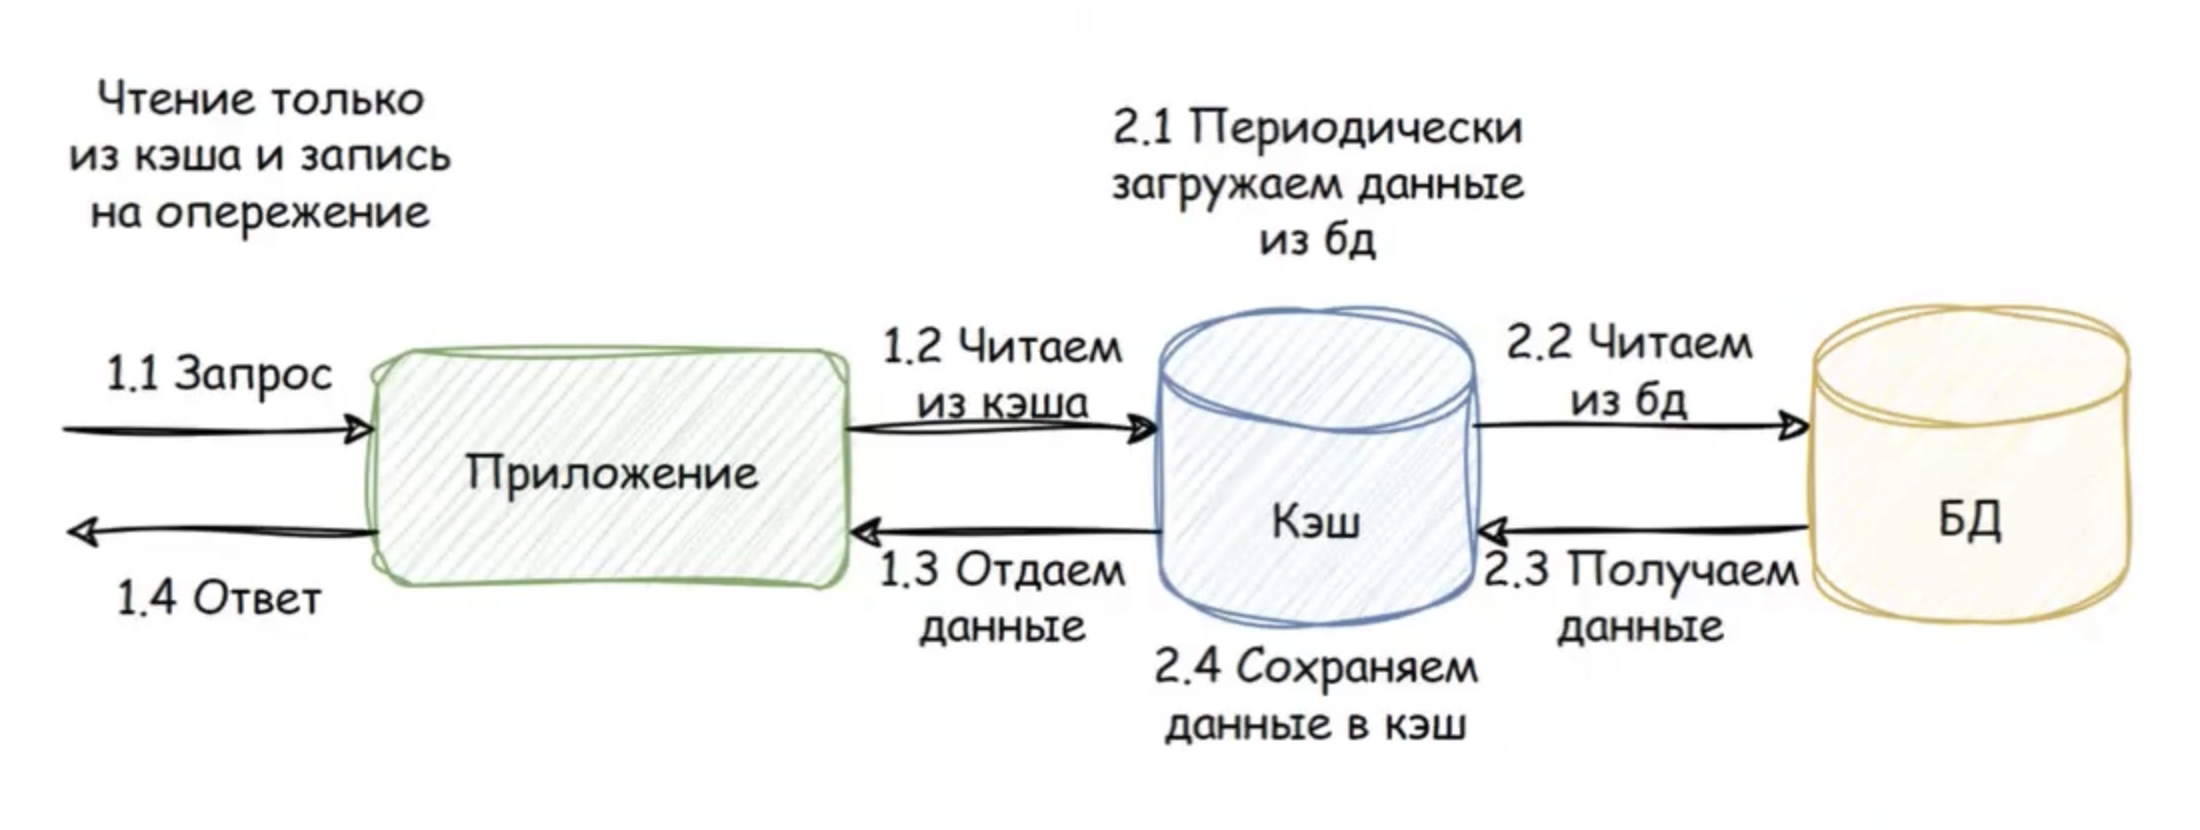 Чтение только
из кэша и запись
на опережение
2.1 Периодически
загружаем данные
из бд
1.1 Запрос
1.2 Читаем
из кэша
2.2 Читаем
из бд
Приложение
Кэш
БД
1.4 Ответ
1.3 Отдаем
данные
2.3 Получаем
данные
2.4 Сохраняем
данные в кэш